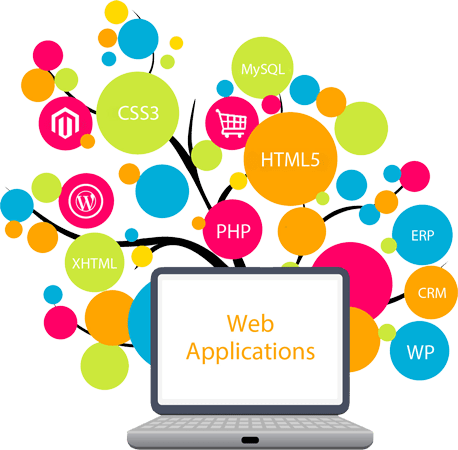 MySQL
CSS3
HTML5
PHP
ERP
XHTML
CRM
Web
Applications
WP